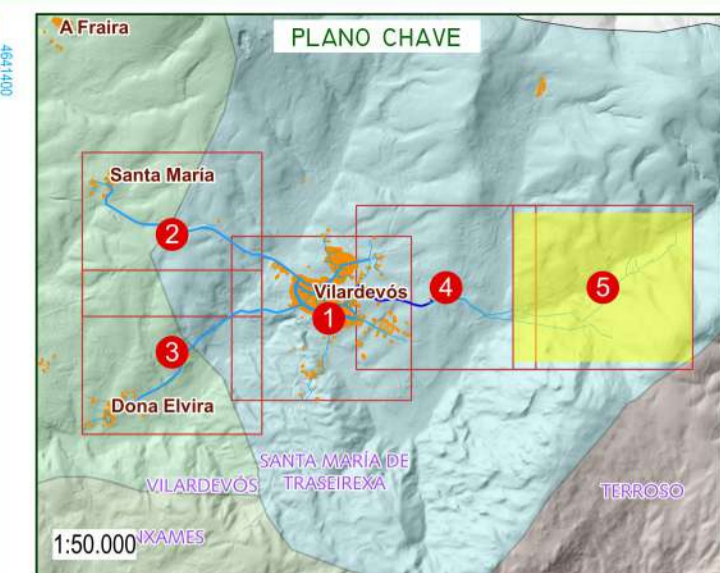 A Fraira
PLANO CHAVE
4641400
Santa María
2
Vilardevós
1
4
5
3
Dona Elvira
SANTA MARÍA DE
TRASEIREXA
VILARDEVÓS
TERROSO
1:50.000
NXAMES